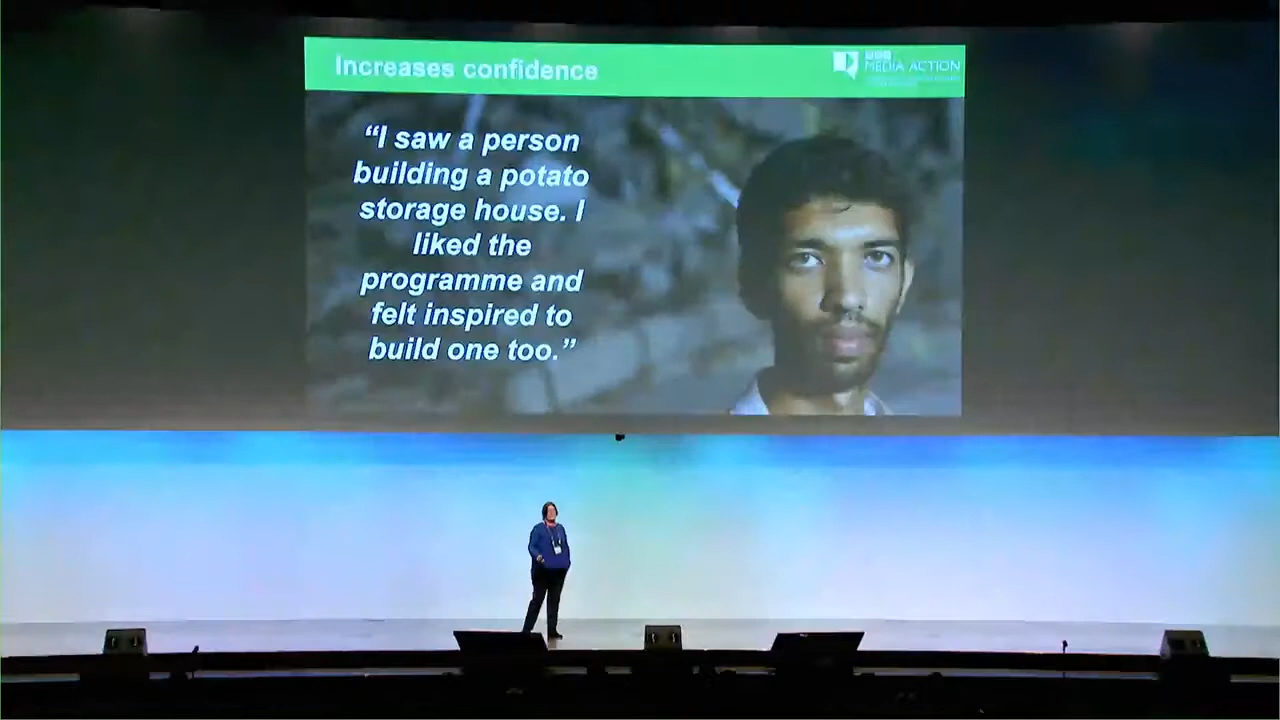 Increases confidence
BBC
MEDIA ACTION
“I saw a person
building a potato
storage house. I
liked the
programme and
felt inspired to
build one too.”